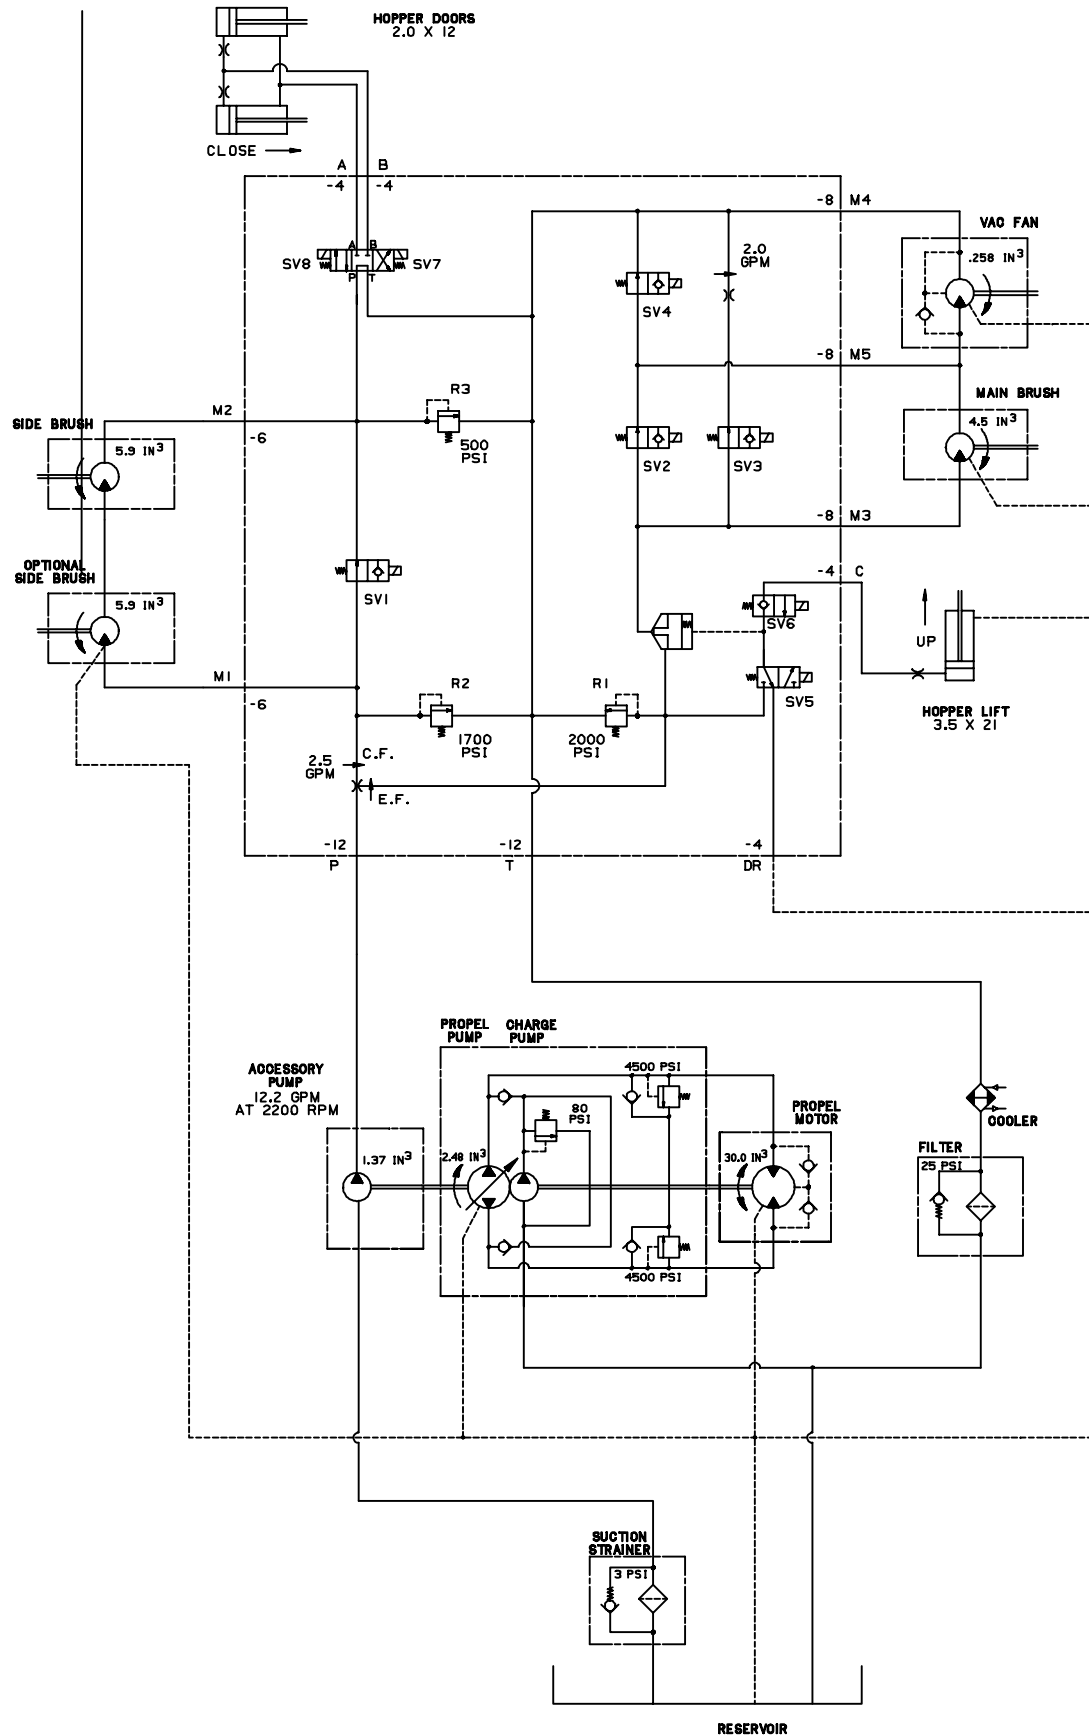 HOPPER DOORS
2.0 X 12
CLOSE
A
B
-4
-4
-8
M4
VAC FAN
.258 IN3
A
B
SV8
SV7
P
T
2.0
GPM
SV4
-8
M5
R3
MAIN BRUSH
4.5 IN3
M2
SIDE BRUSH
-6
5.9 IN3
500
PSI
SV2
SV3
-8
M3
OPTIONAL
SIDE BRUSH
5.9 IN3
SV1
-4
C
SV6
UP
M1
-6
R2
R1
SV5
HOPPER LIFT
3.5 X 21
1700
PSI
2000
PSI
2.5
GPM
C.F.
E.F.
-12
-12
-4
P
T
DR
PROPEL
PUMP
CHARGE
PUMP
ACCESSORY
PUMP
12.2 GPM
AT 2200 RPM
4500 PSI
80
PSI
PROPEL
MOTOR
COOLER
FILTER
25 PSI
1.37 IN3
2.48 IN3
30.0 IN3
4500 PSI
SUCTION
STRAINER
3 PSI
RESERVOIR